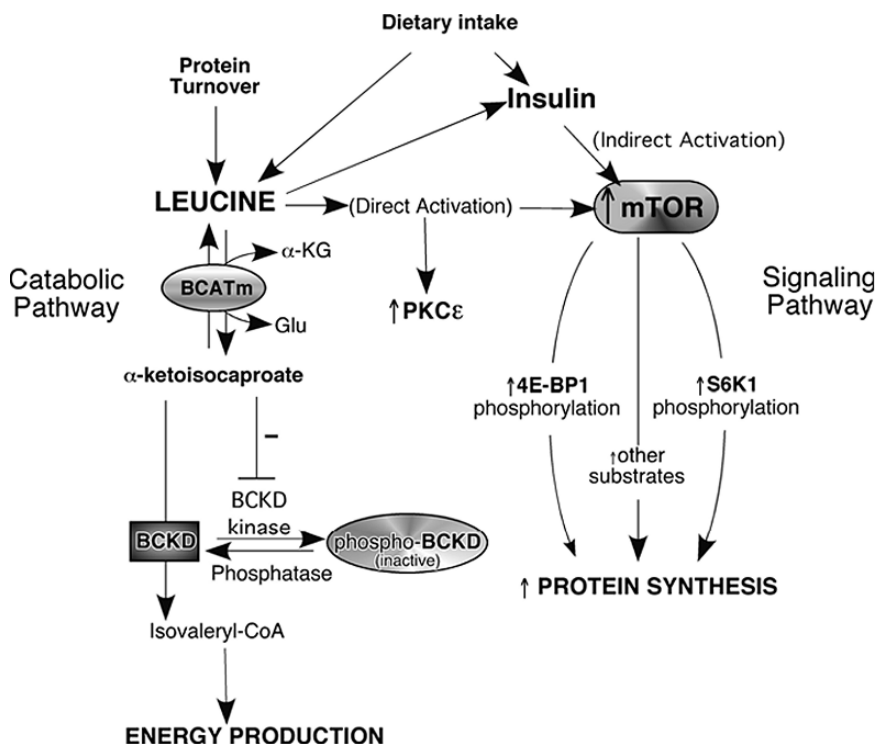 Dietary intake
Protein
Turnover
Insulin
(Indirect Activation)
LEUCINE
(Direct Activation)
↑ mTOR
α-KG
Catabolic
Pathway
BCATm
Signaling
Pathway
Glu
↑ PKCε
α-ketoisocaproate
↑4E-BP1
phosphorylation
↑S6K1
phosphorylation
–
↑other
substrates
BCKD
kinase
BCKD
phospho-BCKD
(inactive)
Phosphatase
↑ PROTEIN SYNTHESIS
Isovaleryl-CoA
ENERGY PRODUCTION